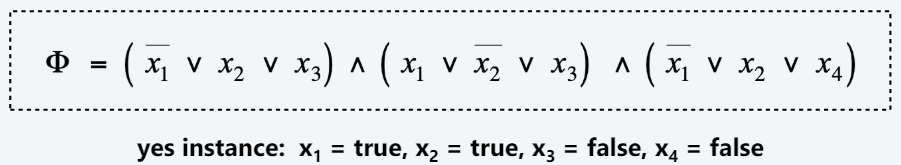 Φ = ( x̅₁ ∨ x₂ ∨ x₃ ) ∧ ( x₁ ∨ x̅₂ ∨ x₃ ) ∧ ( x̅₁ ∨ x₂ ∨ x₄ )
yes instance: x₁ = true, x₂ = true, x₃ = false, x₄ = false